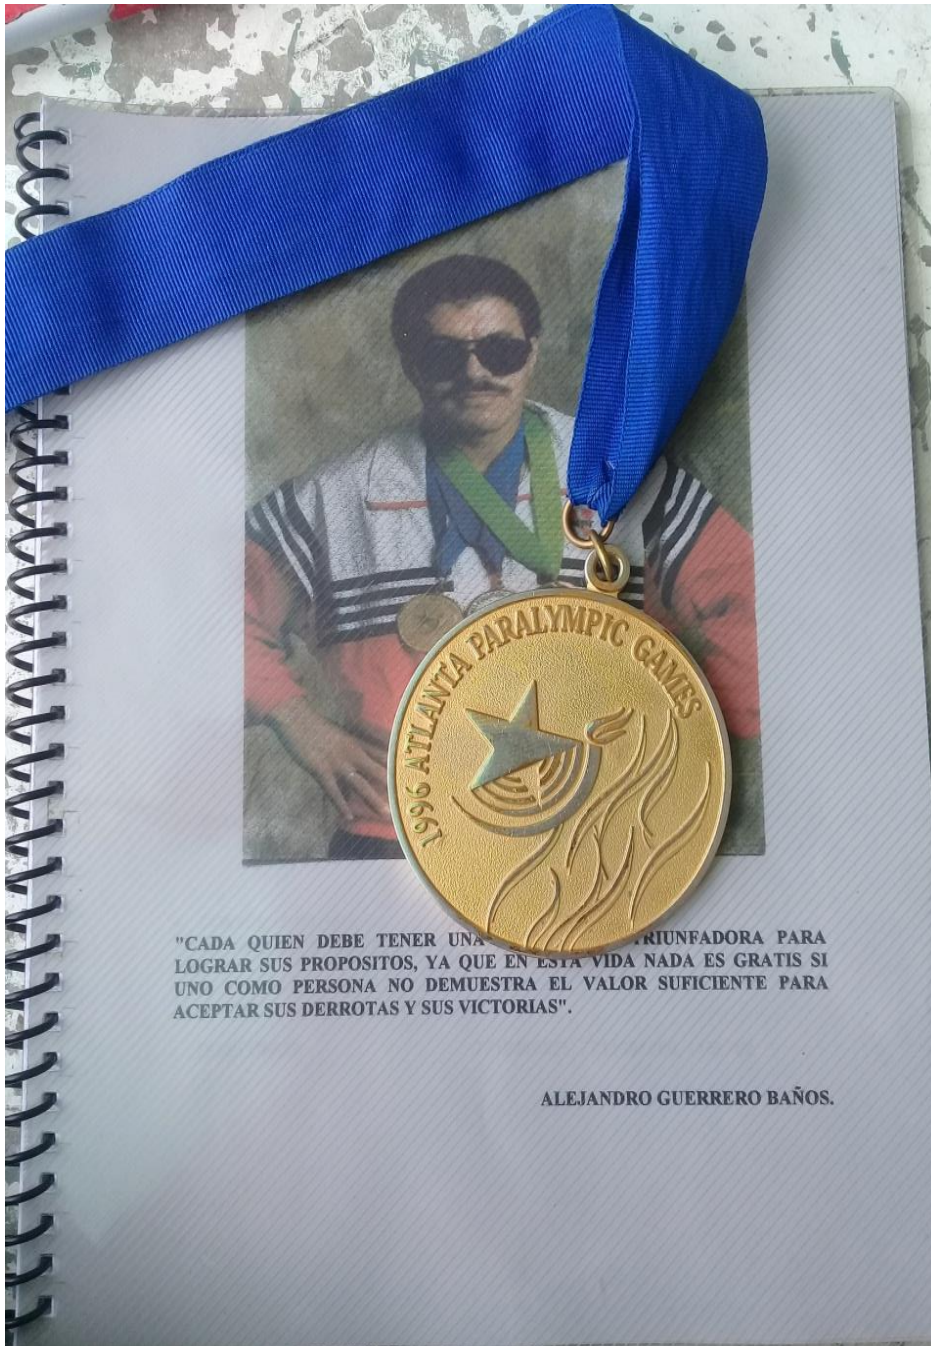 1996 ATLANTA PARALYMPIC GAMES
"CADA QUIEN DEBE TENER UNA TRIUNFADORA PARA
LOGRAR SUS PROPOSITOS, YA QUE EN ESTA VIDA NADA ES GRATIS SI
UNO COMO PERSONA NO DEMUESTRA EL VALOR SUFICIENTE PARA
ACEPTAR SUS DERROTAS Y SUS VICTORIAS".
ALEJANDRO GUERRERO BAÑOS.